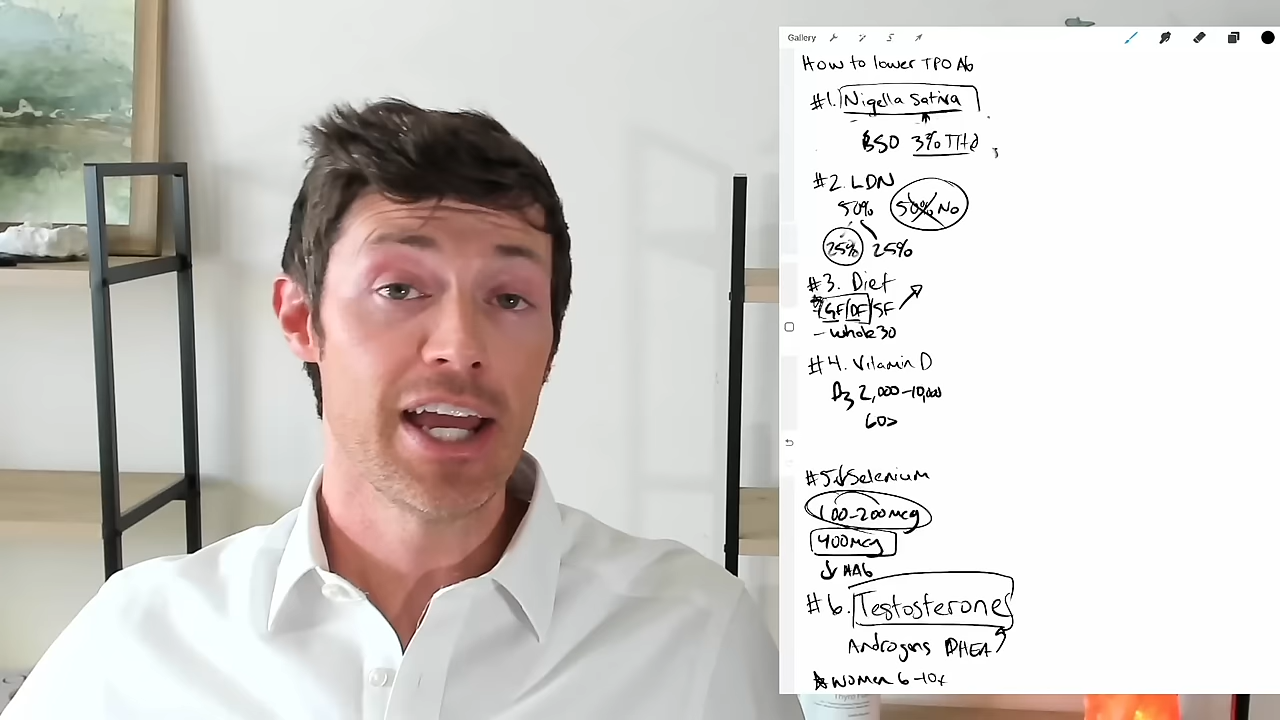 Gallery
How to lower TPO Ab
#1. Nigella Sativa
BSO 3% THQ
#2. LDN
50% 50% No
25% 25%
#3. Diet
GF/DF/SF
- whole30
#4. Vitamin D
D3 2,000-10,000
60>
#5. ↓ Selenium
100-200mcg
400mcg
↓ HAb
#6. Testosterone
Androgens DHEA
* Women 6-10x